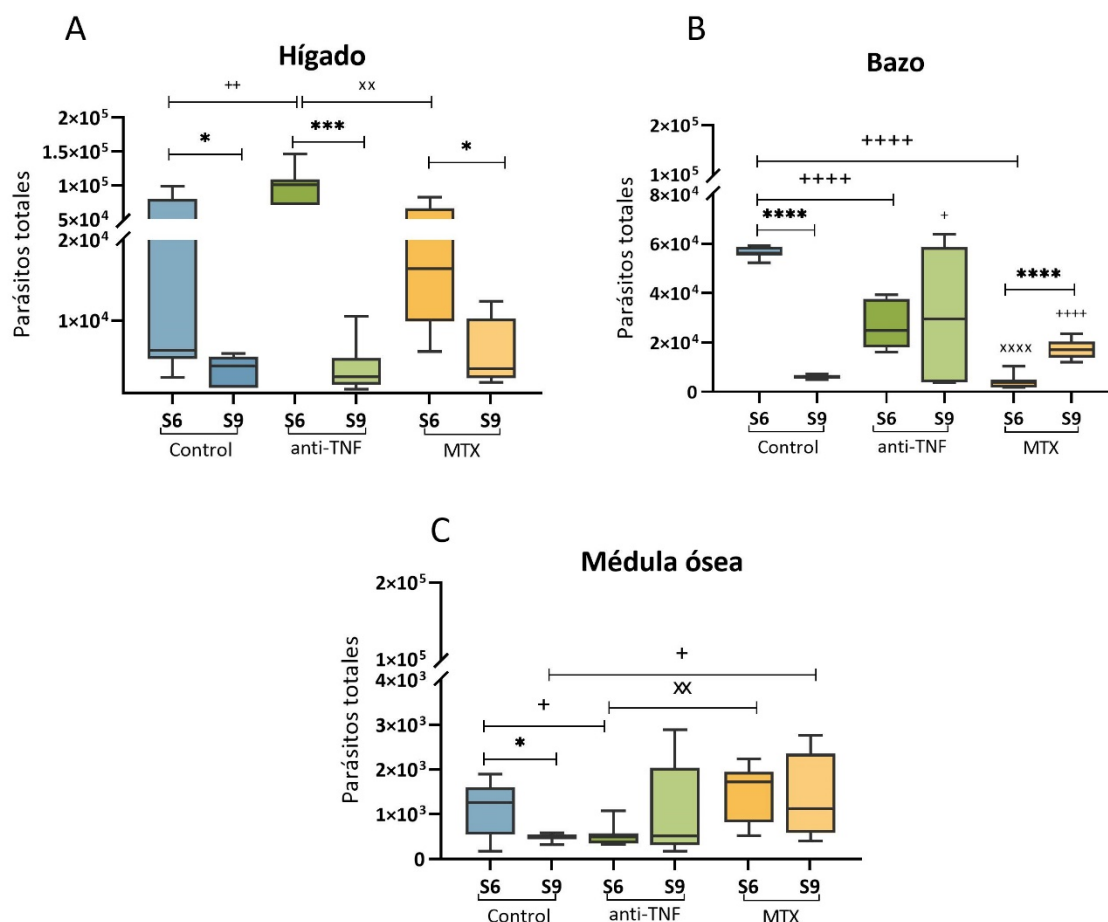 A
Hígado
++
xx
2×10⁵
1.5×10⁵
1×10⁵
5×10⁴
2×10⁴
1×10⁴
Parásitos totales
*
***
*
S6 S9 S6 S9 S6 S9
Control anti-TNF MTX
B
Bazo
2×10⁵
1×10⁵
8×10⁴
6×10⁴
4×10⁴
2×10⁴
0
Parásitos totales
++++
++++
****
+
****
++++
xxxx
S6 S9 S6 S9 S6 S9
Control anti-TNF MTX
C
Médula ósea
2×10⁵
1×10⁵
4×10³
3×10³
2×10³
1×10³
0
Parásitos totales
+
xx
+
*
S6 S9 S6 S9 S6 S9
Control anti-TNF MTX